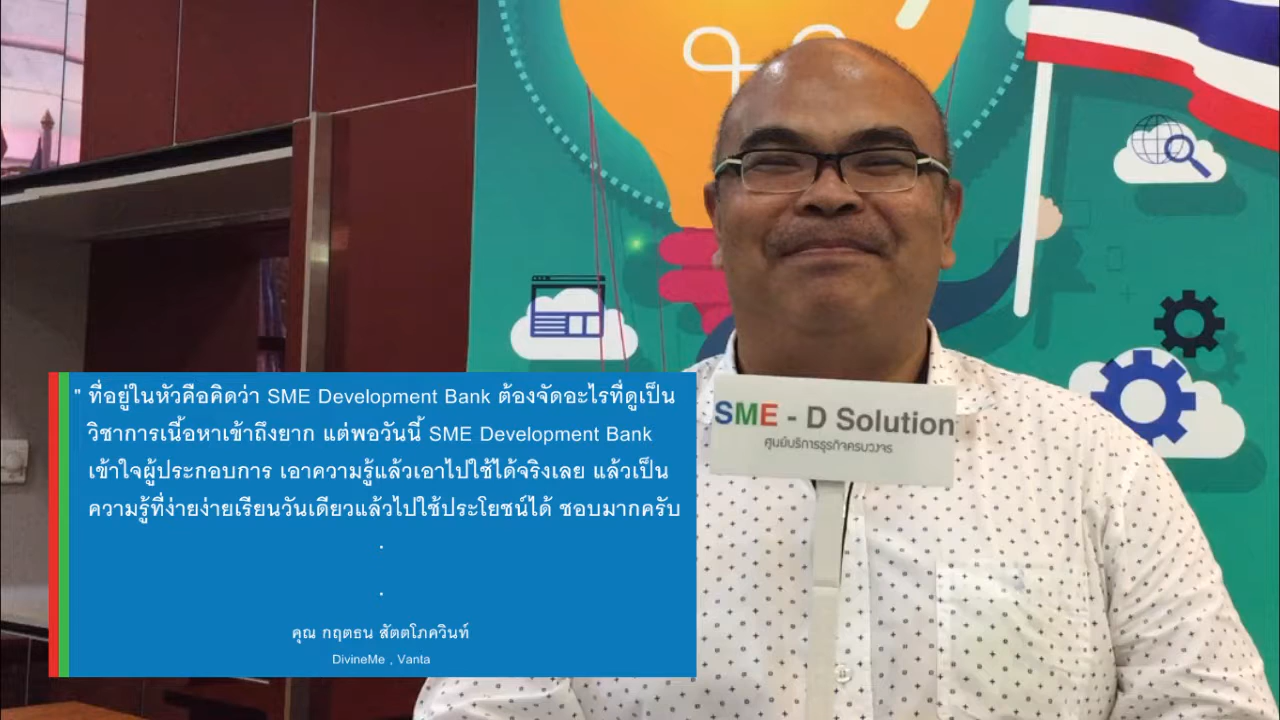 " ที่อยู่ในหัวคือคิดว่า SME Development Bank ต้องจัดอะไรที่ดูเป็น
วิชาการเนื้อหาเข้าถึงยาก แต่พอวันนี้ SME Development Bank
เข้าใจผู้ประกอบการ เอาความรู้แล้วเอาไปใช้ได้จริงเลย แล้วเป็น
ความรู้ที่ง่ายง่ายเรียนวันเดียวแล้วไปใช้ประโยชน์ได้ ชอบมากครับ
.
.
คุณ กฤตธน สัตตโภควินท์
DivineMe , Vanta
SME - D Solution
ศูนย์บริการธุรกิจครบวงจร